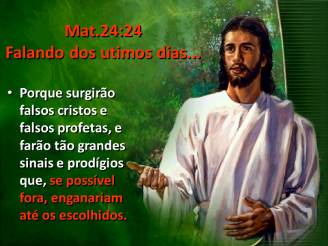 Mat.24:24
Falando dos utimos dias...
• Porque surgirão
falsos cristos e
falsos profetas, e
farão tão grandes
sinais e prodígios
que, se possível
fora, enganariam
até os escolhidos.